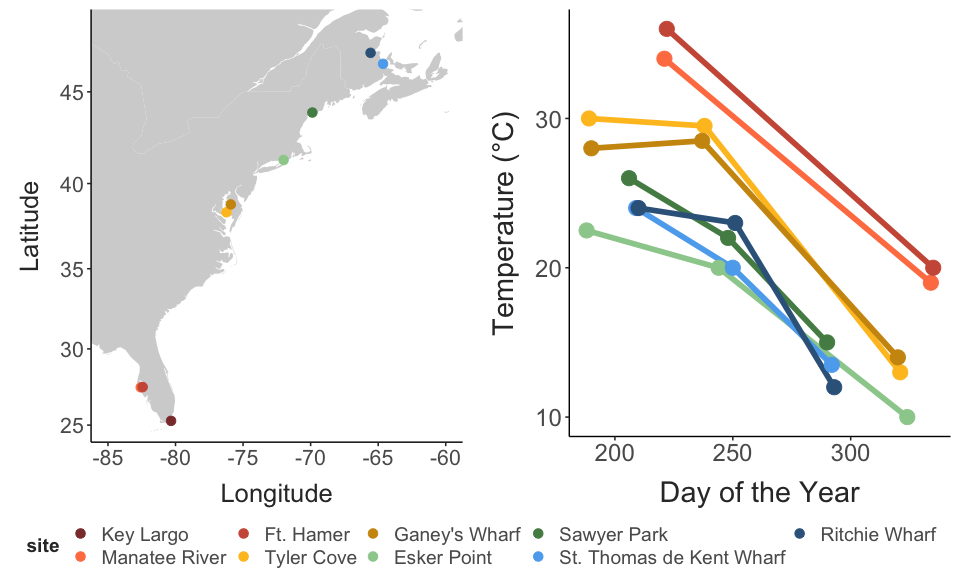 45
40
35
30
25
Latitude
-85 -80 -75 -70 -65 -60
Longitude
30
20
10
Temperature (°C)
200 250 300
Day of the Year
site
Key Largo Ft. Hamer Ganey's Wharf Sawyer Park Ritchie Wharf
Manatee River Tyler Cove Esker Point St. Thomas de Kent Wharf